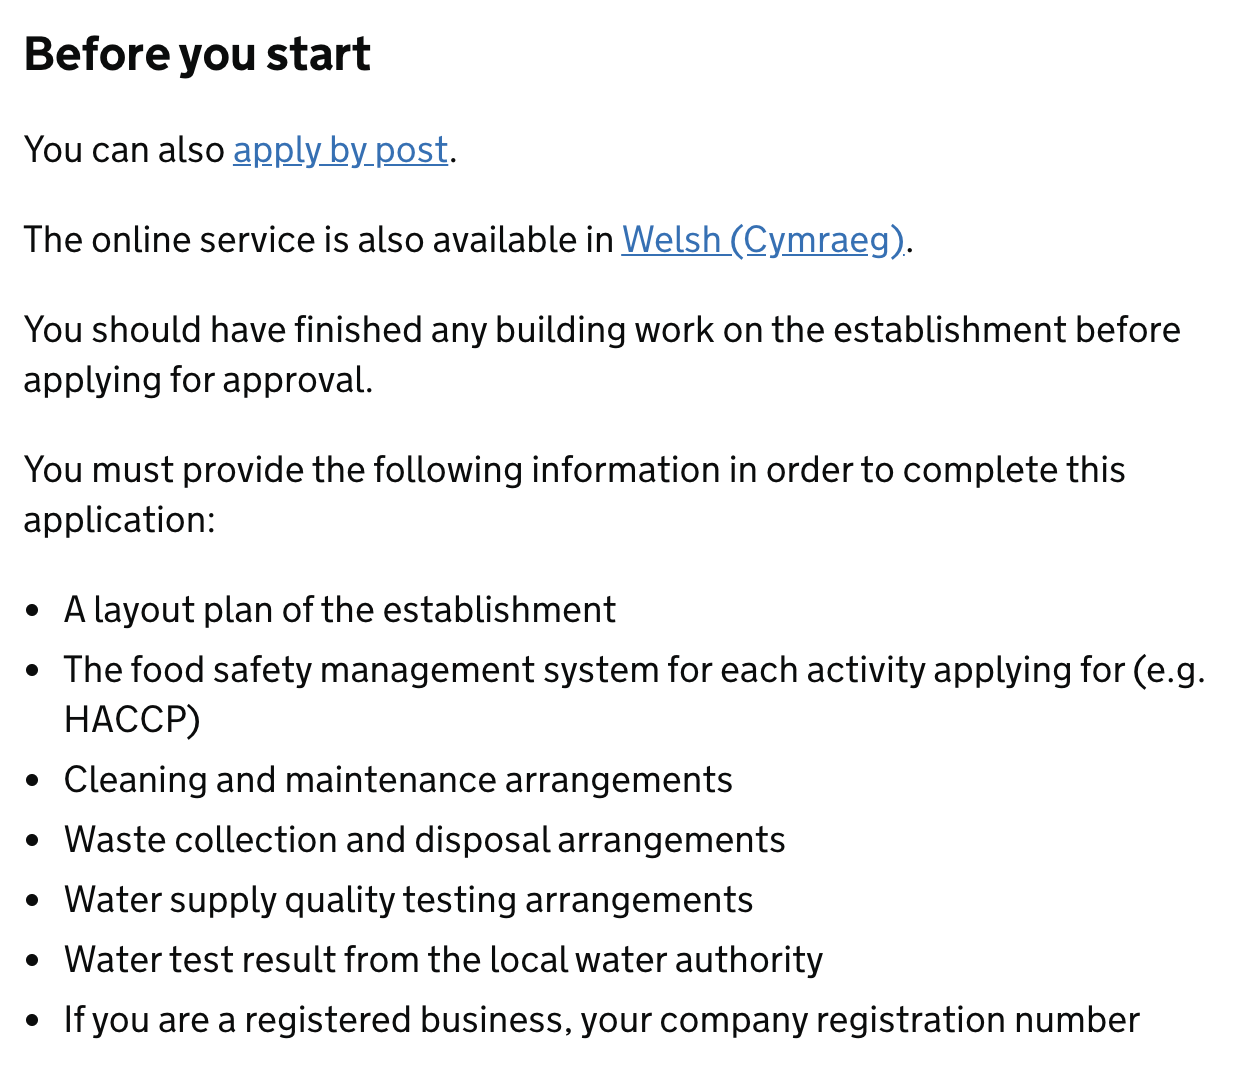 Before you start
You can also apply by post.
The online service is also available in Welsh (Cymraeg).
You should have finished any building work on the establishment before
applying for approval.
You must provide the following information in order to complete this
application:
• A layout plan of the establishment
• The food safety management system for each activity applying for (e.g.
HACCP)
• Cleaning and maintenance arrangements
• Waste collection and disposal arrangements
• Water supply quality testing arrangements
• Water test result from the local water authority
• If you are a registered business, your company registration number